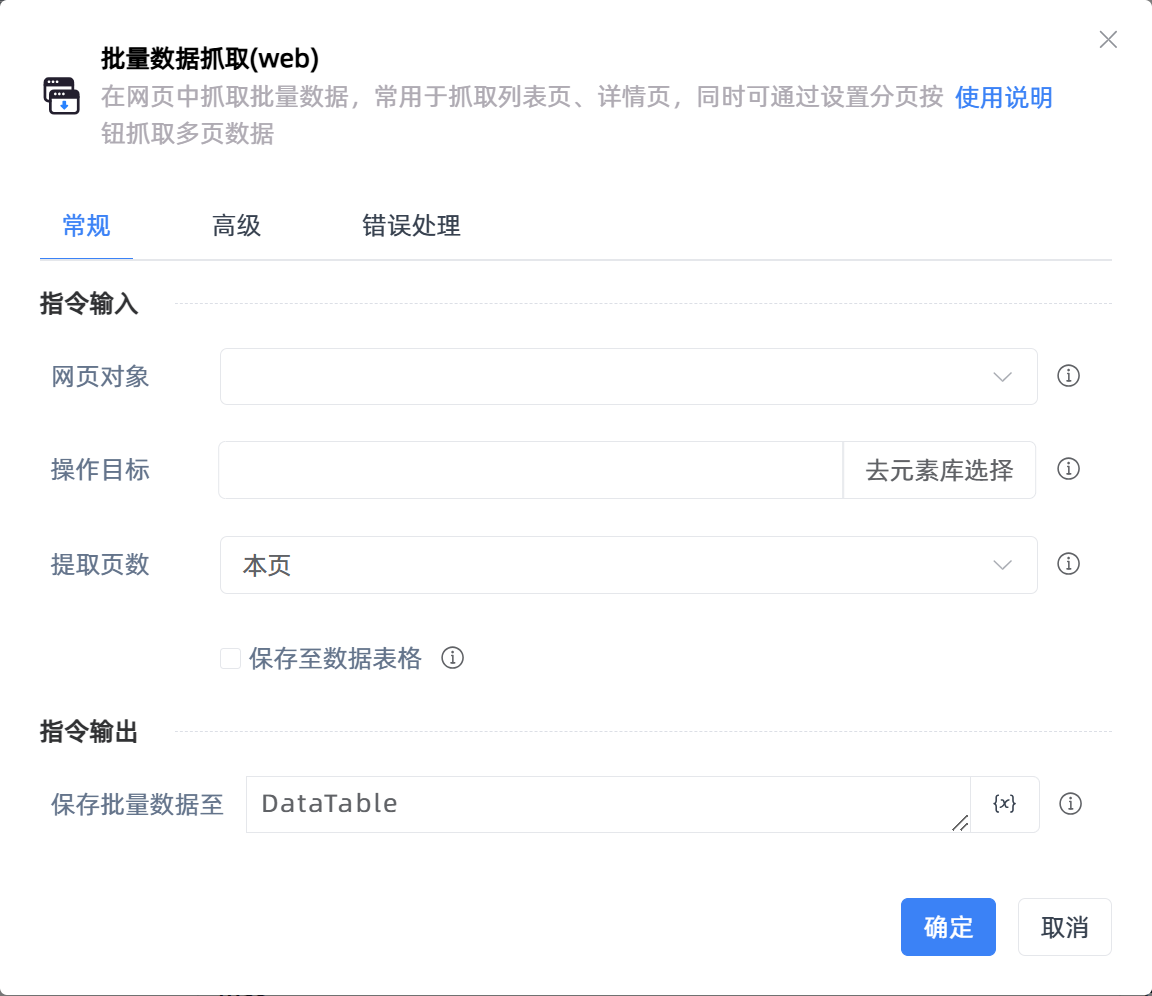 批量数据抓取(web)
在网页中抓取批量数据，常用于抓取列表页、详情页，同时可通过设置分页按 使用说明
钮抓取多页数据
常规 高级 错误处理
指令输入
网页对象
操作目标 去元素库选择
提取页数 本页
保存至数据表格
指令输出
保存批量数据至 DataTable {x}
确定 取消